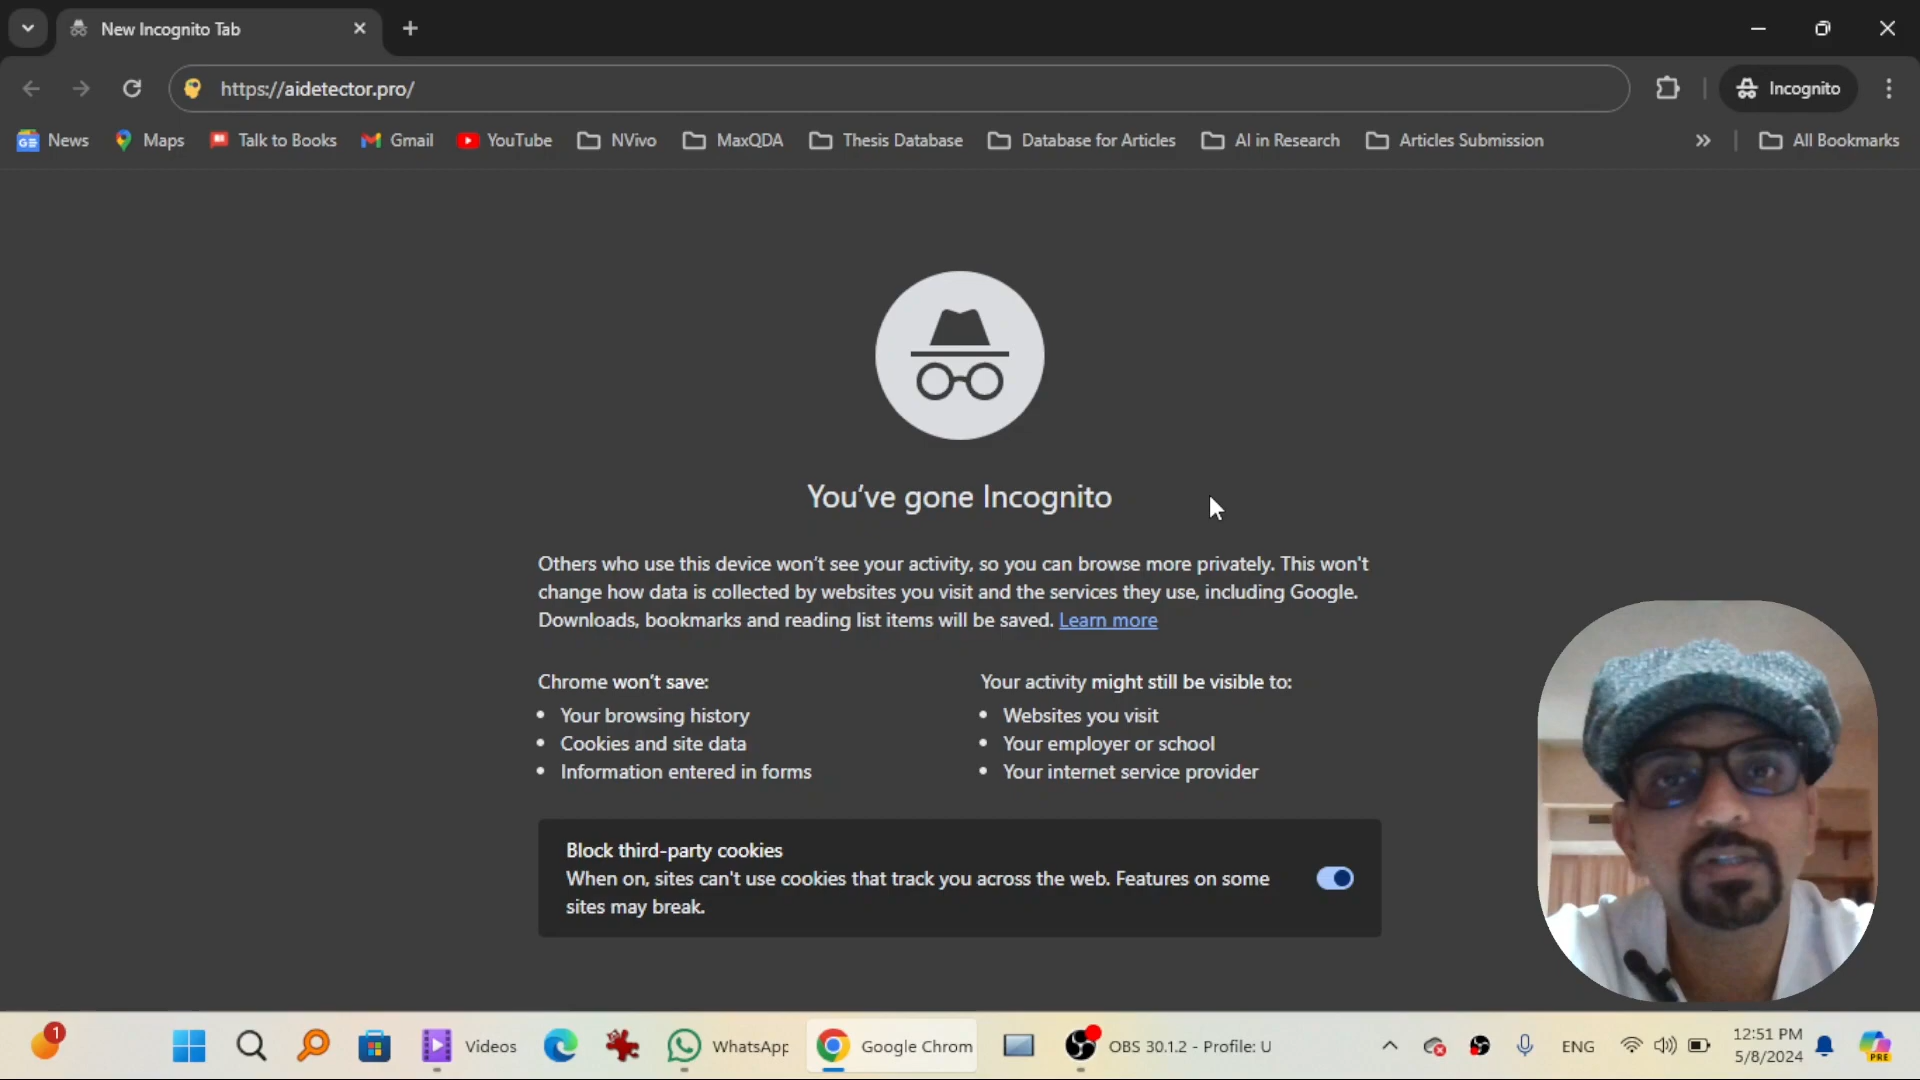 New Incognito Tab
https://aidetector.pro/
Incognito
News
Maps
Talk to Books
Gmail
YouTube
NVivo
MaxQDA
Thesis Database
Database for Articles
AI in Research
Articles Submission
All Bookmarks
You've gone Incognito
Others who use this device won't see your activity, so you can browse more privately. This won't
change how data is collected by websites you visit and the services they use, including Google.
Downloads, bookmarks and reading list items will be saved. Learn more
Chrome won't save:
• Your browsing history
• Cookies and site data
• Information entered in forms
Your activity might still be visible to:
• Websites you visit
• Your employer or school
• Your internet service provider
Block third-party cookies
When on, sites can't use cookies that track you across the web. Features on some
sites may break.
1
Videos
WhatsApp
Google Chrom
OBS 30.1.2 - Profile: U
ENG
12:51 PM
5/8/2024
PRE